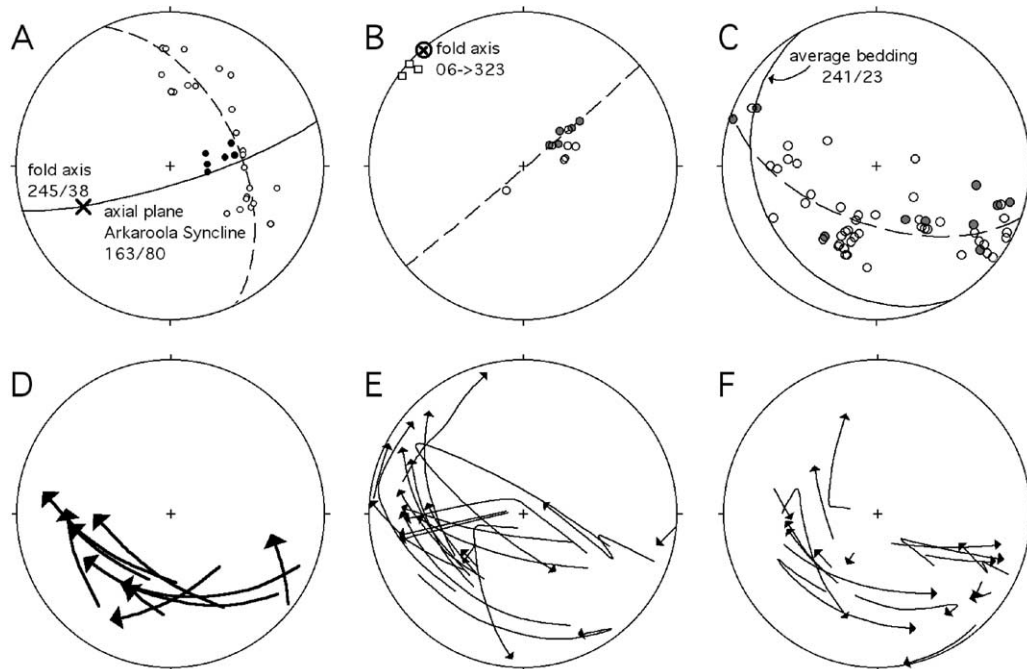 A
fold axis
245/38
axial plane
Arkaroola Syncline
163/80
B
fold axis
06->323
C
average bedding
241/23
D
E
F